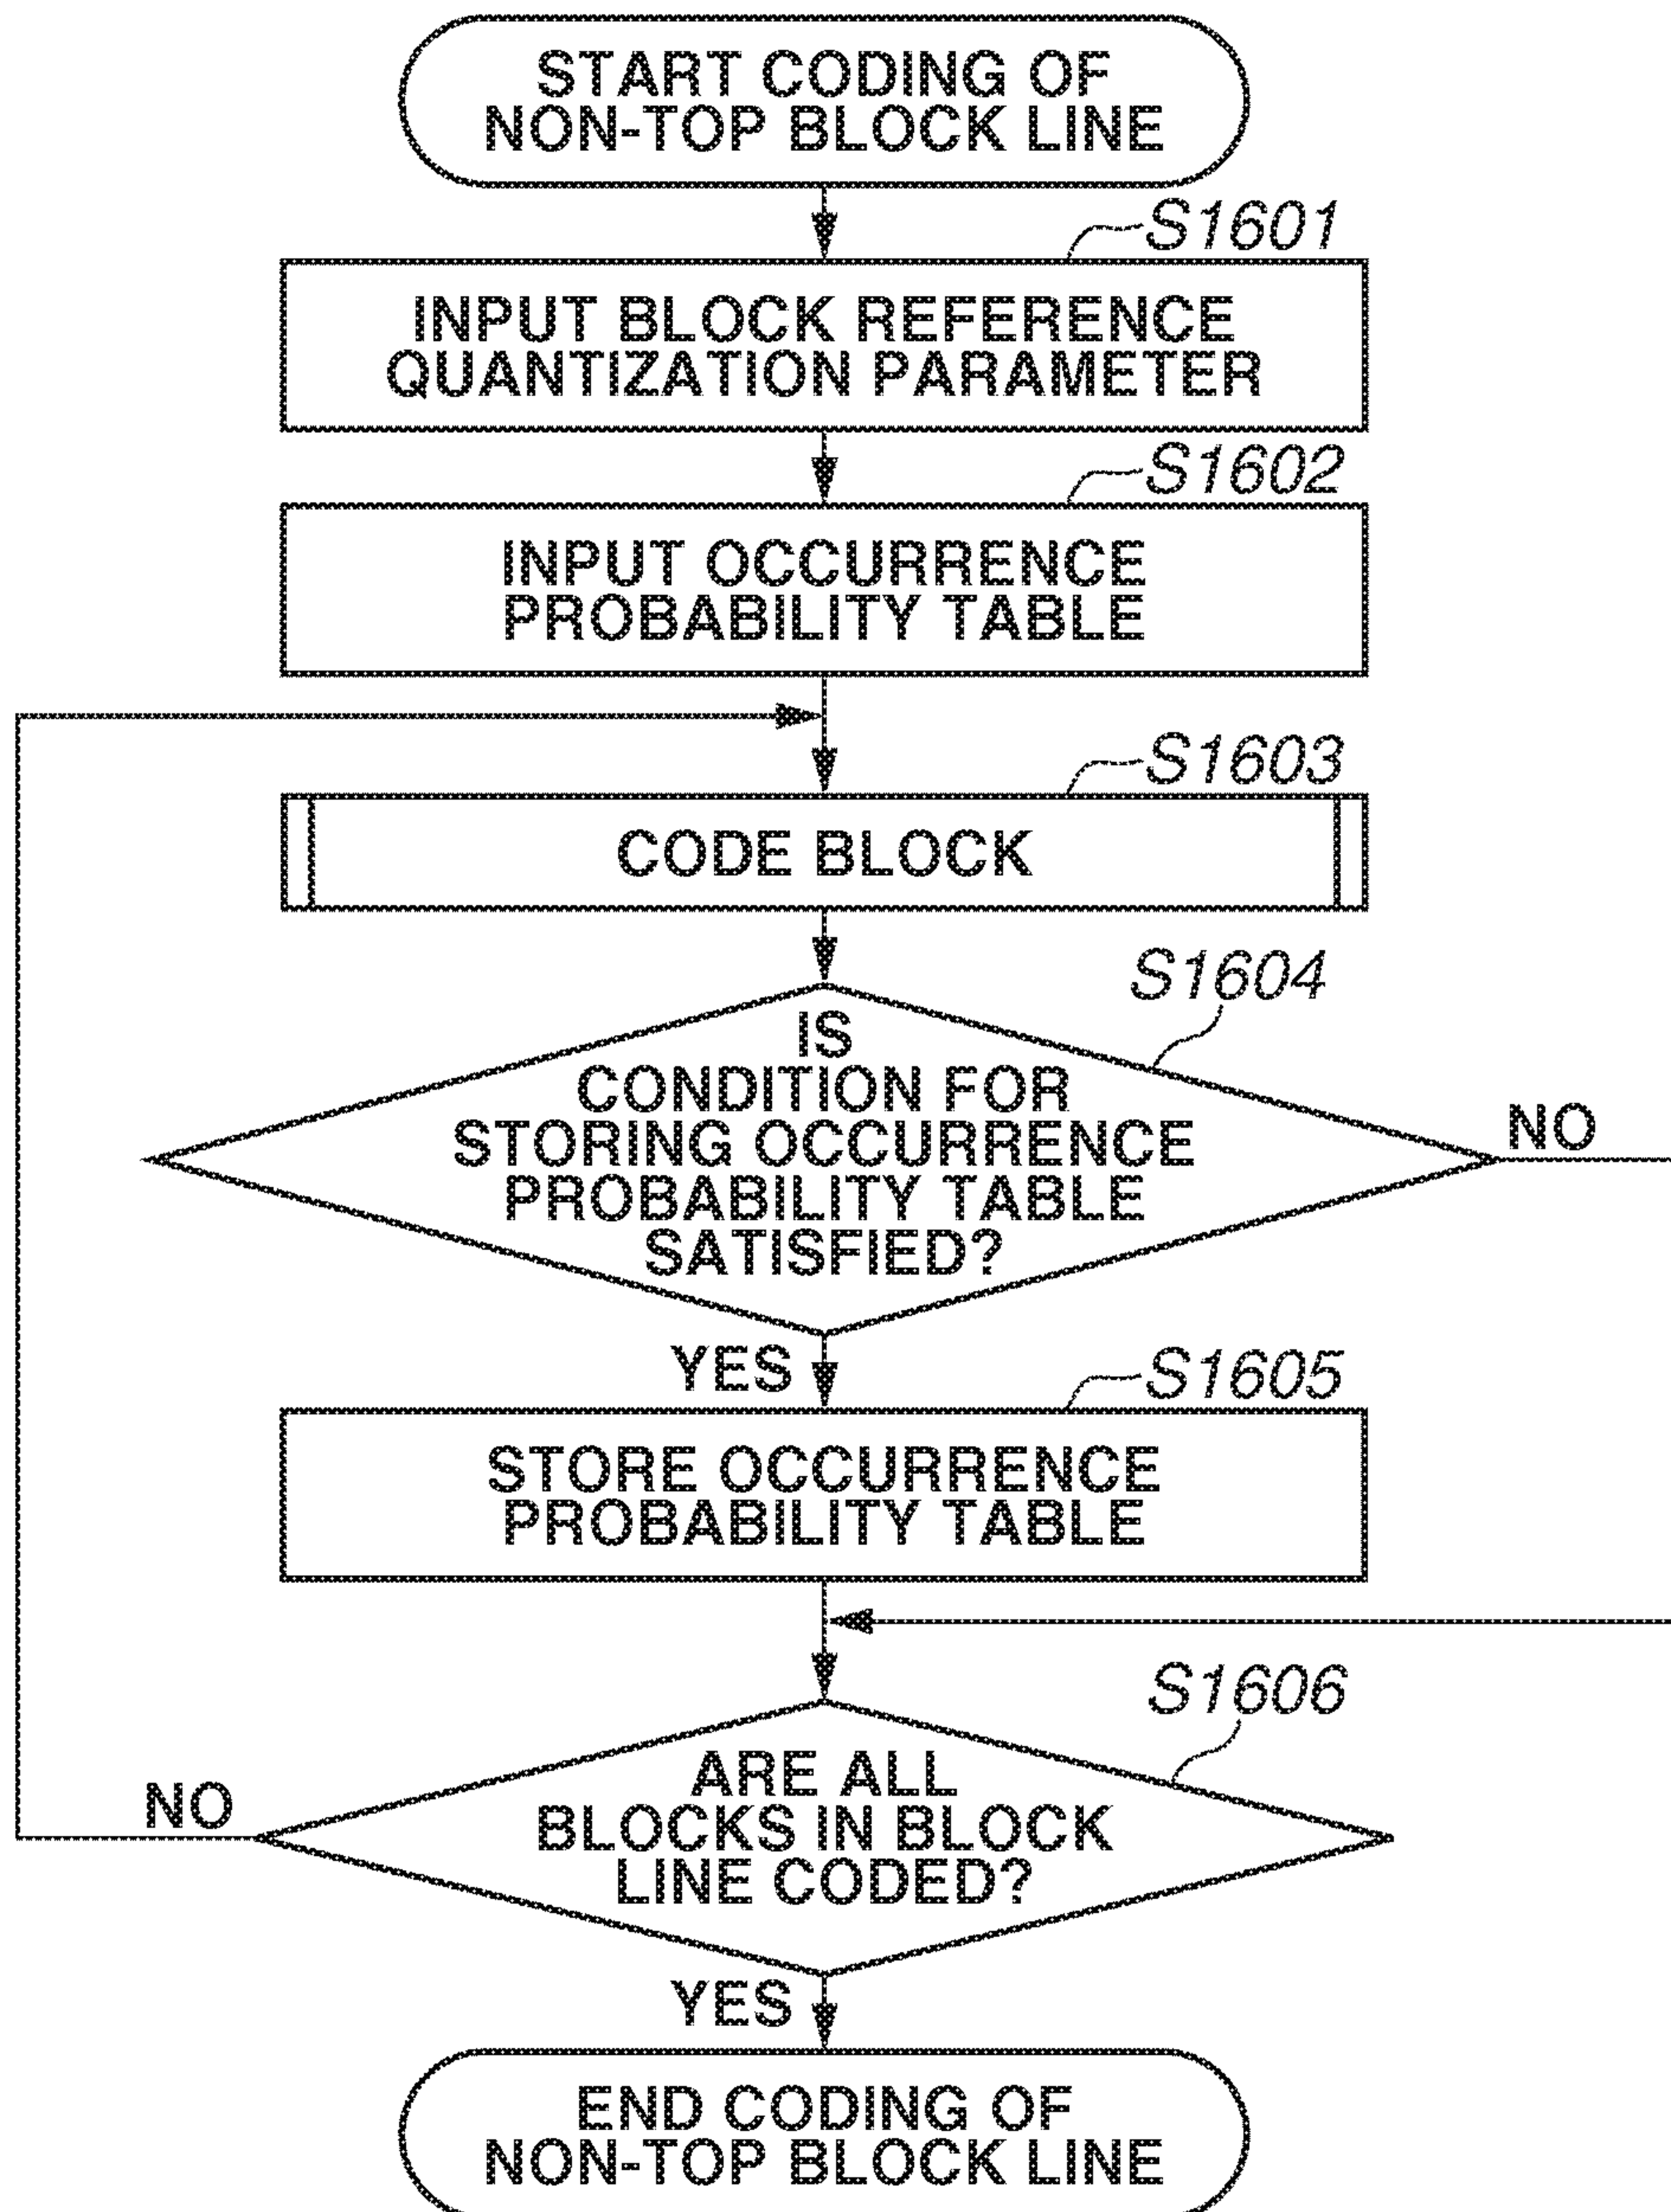 START CODING OF
NON-TOP BLOCK LINE
S1601
INPUT BLOCK REFERENCE
QUANTIZATION PARAMETER
S1602
INPUT OCCURRENCE
PROBABILITY TABLE
S1603
CODE BLOCK
S1604
IS
CONDITION FOR
STORING OCCURRENCE
PROBABILITY TABLE
SATISFIED?
NO
YES
S1605
STORE OCCURRENCE
PROBABILITY TABLE
S1606
ARE ALL
BLOCKS IN BLOCK
LINE CODED?
NO
YES
END CODING OF
NON-TOP BLOCK LINE